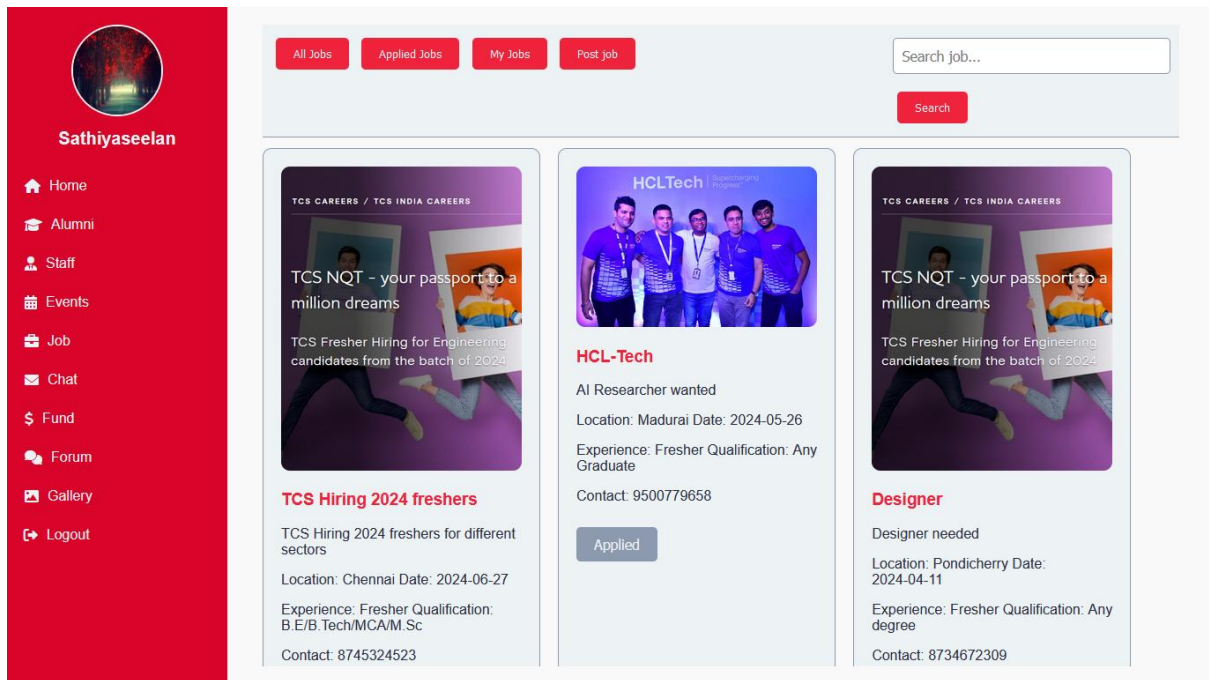 Sathiyaseelan
Home
Alumni
Staff
Events
Job
Chat
Fund
Forum
Gallery
Logout
All Jobs
Applied Jobs
My Jobs
Post job
Search job...
Search
TCS CAREERS / TCS INDIA CAREERS
TCS NQT - your passport to a
million dreams
TCS Fresher Hiring for Engineering
candidates from the batch of 2024
TCS Hiring 2024 freshers
TCS Hiring 2024 freshers for different
sectors
Location: Chennai Date: 2024-06-27
Experience: Fresher Qualification:
B.E/B.Tech/MCA/M.Sc
Contact: 8745324523
HCLTech | Supercharging
Progress™
HCL-Tech
AI Researcher wanted
Location: Madurai Date: 2024-05-26
Experience: Fresher Qualification: Any
Graduate
Contact: 9500779658
Applied
TCS CAREERS / TCS INDIA CAREERS
TCS NQT - your passport to a
million dreams
TCS Fresher Hiring for Engineering
candidates from the batch of 2024
Designer
Designer needed
Location: Pondicherry Date:
2024-04-11
Experience: Fresher Qualification: Any
degree
Contact: 8734672309